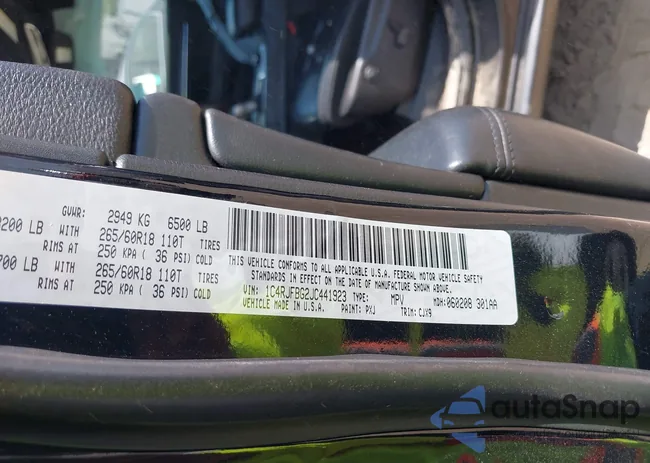 GVWR: 2949 KG 6500 LB
200 LB WITH 265/60R18 110T TIRES
RIMS AT 250 KPA ( 36 PSI) COLD
700 LB WITH 265/60R18 110T TIRES
RIMS AT 250 KPA ( 36 PSI) COLD
THIS VEHICLE CONFORMS TO ALL APPLICABLE U.S.A. FEDERAL MOTOR VEHICLE SAFETY
STANDARDS IN EFFECT ON THE DATE OF MANUFACTURE SHOWN ABOVE.
VIN: 1C4RJFBG2JC441923 TYPE: MPV MDH:060208 301AA
VEHICLE MADE IN U.S.A. PAINT: PXJ TRIM: CJX9
autoSnap